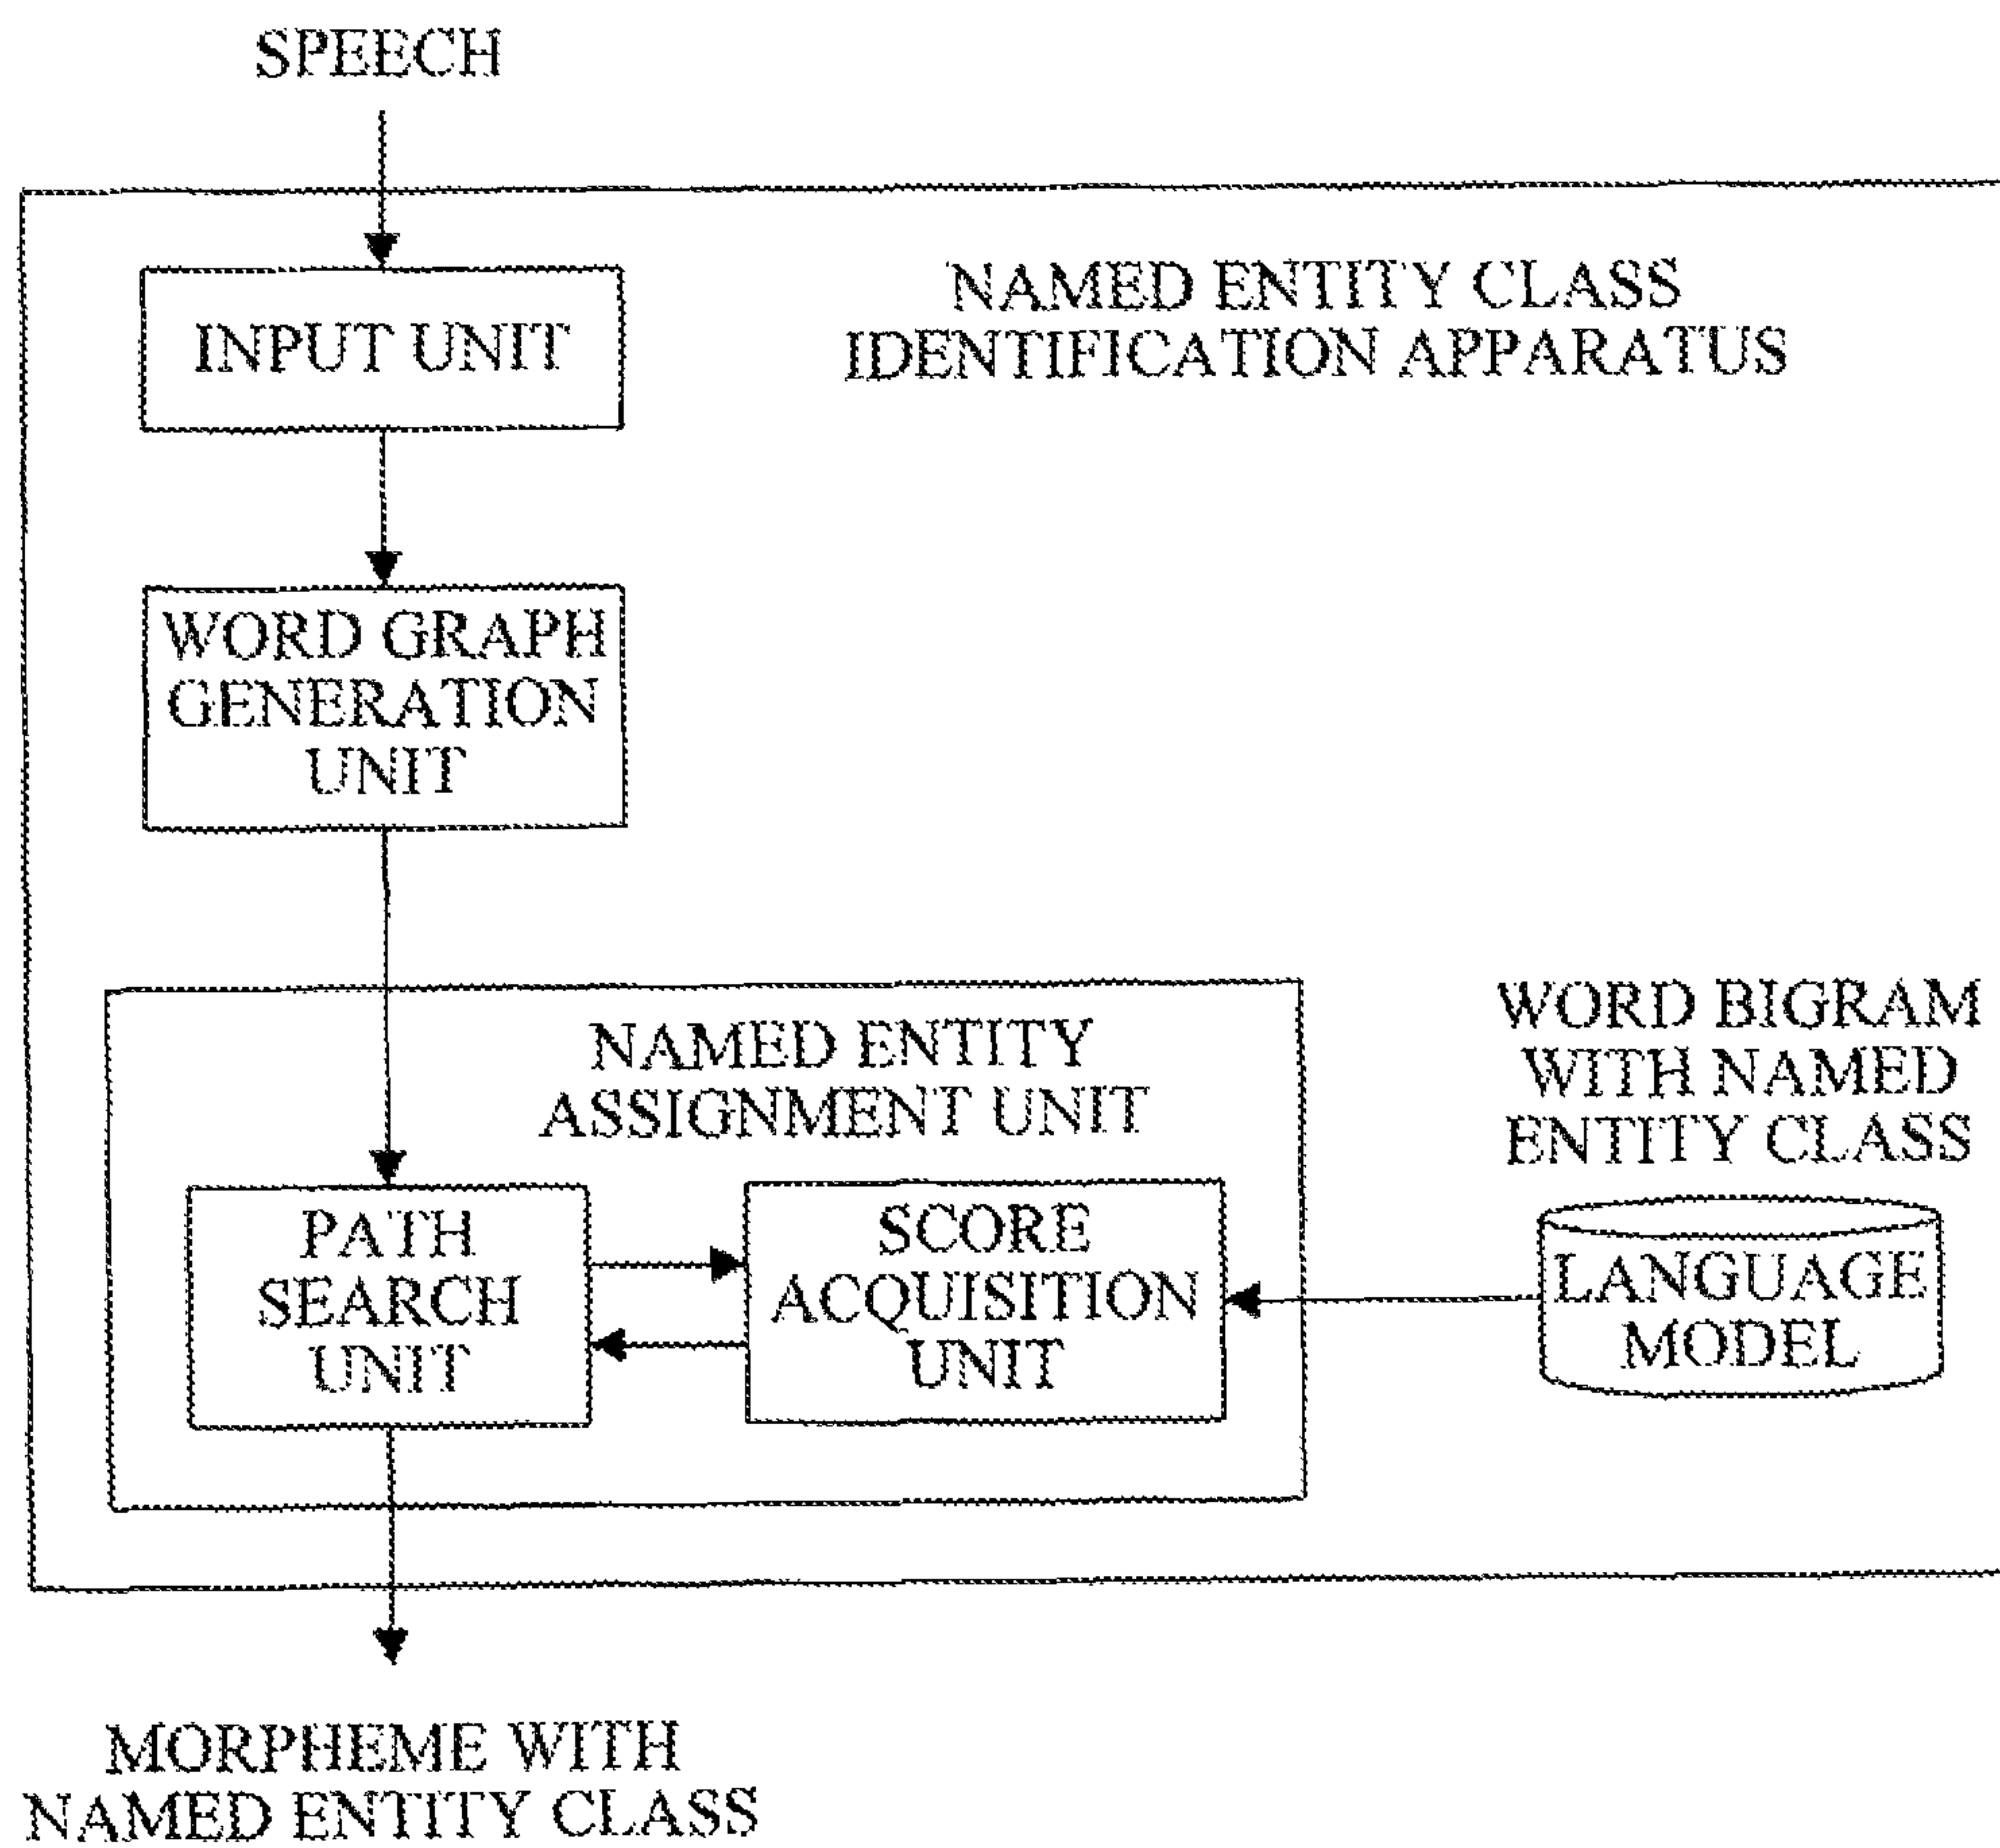 SPEECH
INPUT UNIT
NAMED ENTITY CLASS
IDENTIFICATION APPARATUS
WORD GRAPH
GENERATION
UNIT
NAMED ENTITY
ASSIGNMENT UNIT
WORD BIGRAM
WITH NAMED
ENTITY CLASS
PATH
SEARCH
UNIT
SCORE
ACQUISITION
UNIT
LANGUAGE
MODEL
MORPHEME WITH
NAMED ENTITY CLASS